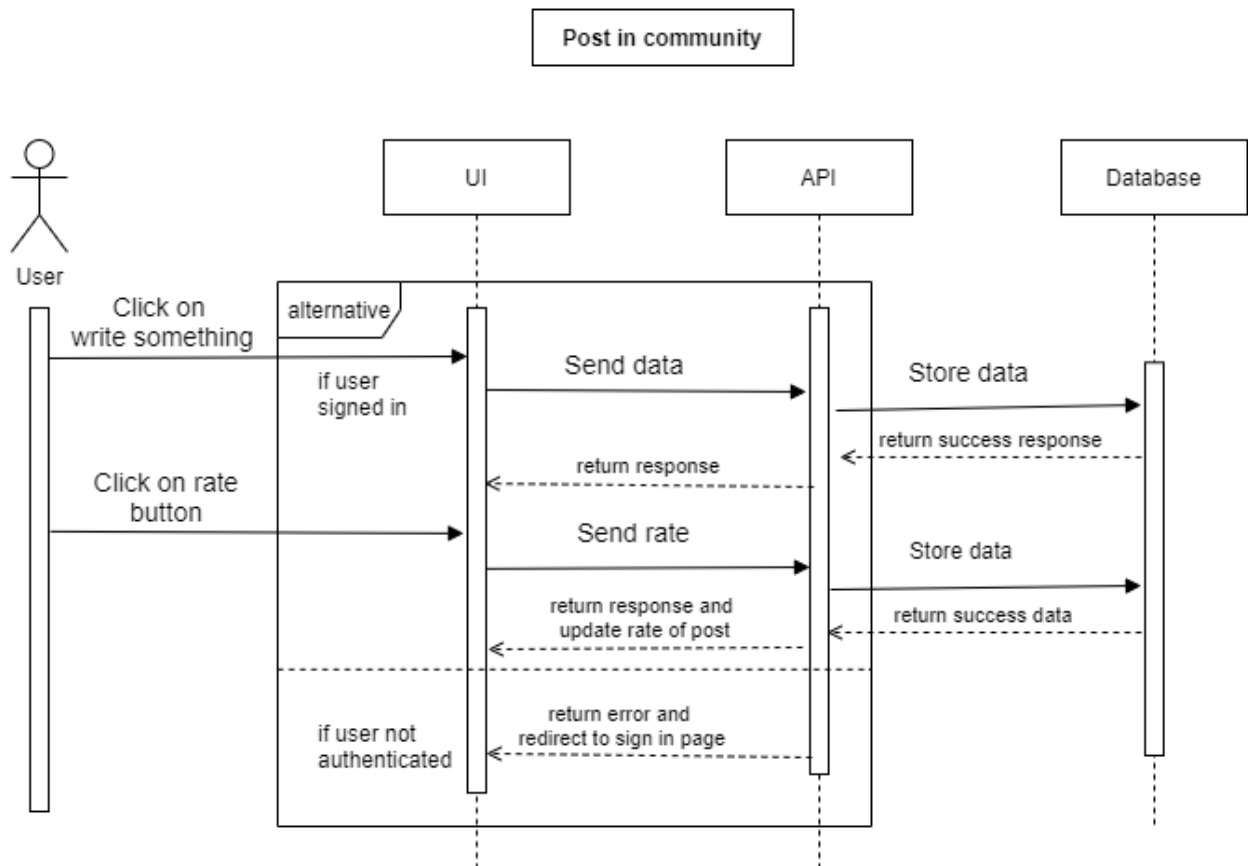 Post in community
UI
API
Database
User
alternative
Click on
write something
if user
signed in
Send data
Store data
return success response
return response
Click on rate
button
Send rate
Store data
return response and
update rate of post
return success data
if user not
authenticated
return error and
redirect to sign in page